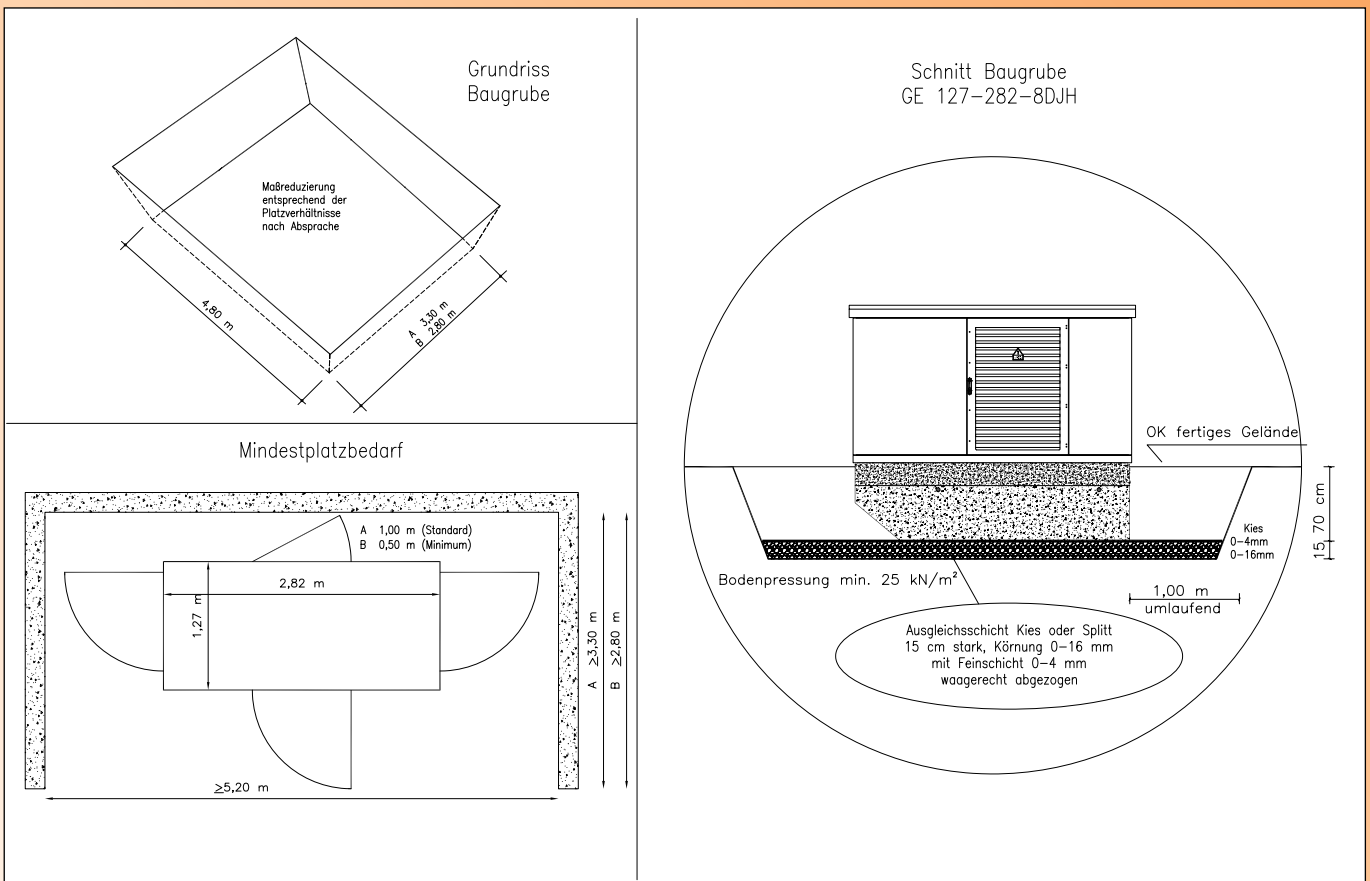 Grundriss
Baugrube
Maßreduzierung
entsprechend der
Platzverhältnisse
nach Absprache
4,80 m
A 3,30 m
B 2,80 m
Mindestplatzbedarf
A 1,00 m (Standard)
B 0,50 m (Minimum)
2,82 m
1,27 m
A ≥3,30 m
B ≥2,80 m
≥5,20 m
Schnitt Baugrube
GE 127-282-8DJH
OK fertiges Gelände
Kies
0-4mm
0-16mm
15 70 cm
Bodenpressung min. 25 kN/m²
1,00 m
umlaufend
Ausgleichsschicht Kies oder Splitt
15 cm stark, Körnung 0-16 mm
mit Feinschicht 0-4 mm
waagerecht abgezogen